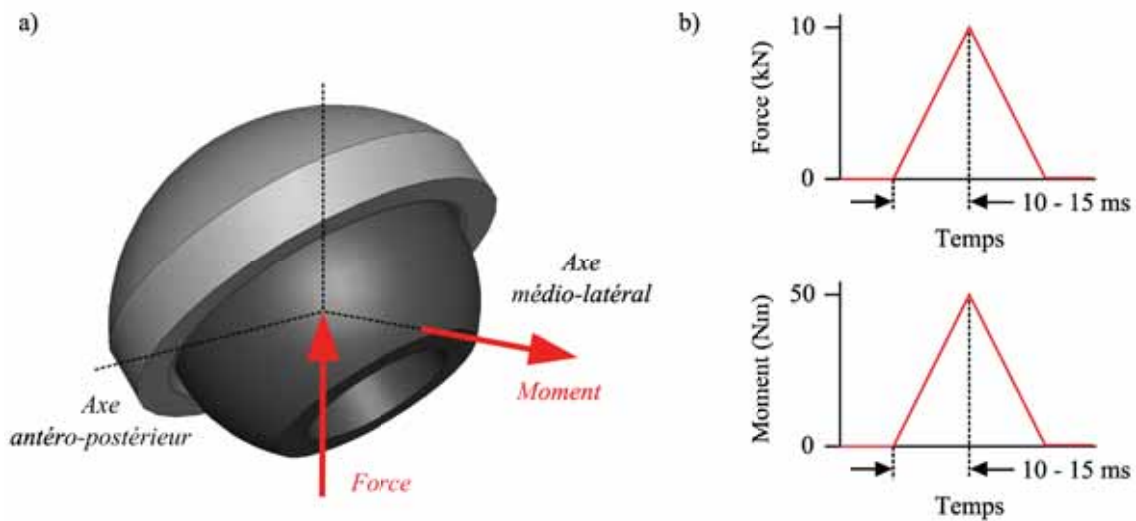 a)
Axe
médio-latéral
Moment
Axe
antéro-postérieur
Force
b)
Force (kN)
10
0
10 - 15 ms
Temps
Moment (Nm)
50
0
10 - 15 ms
Temps